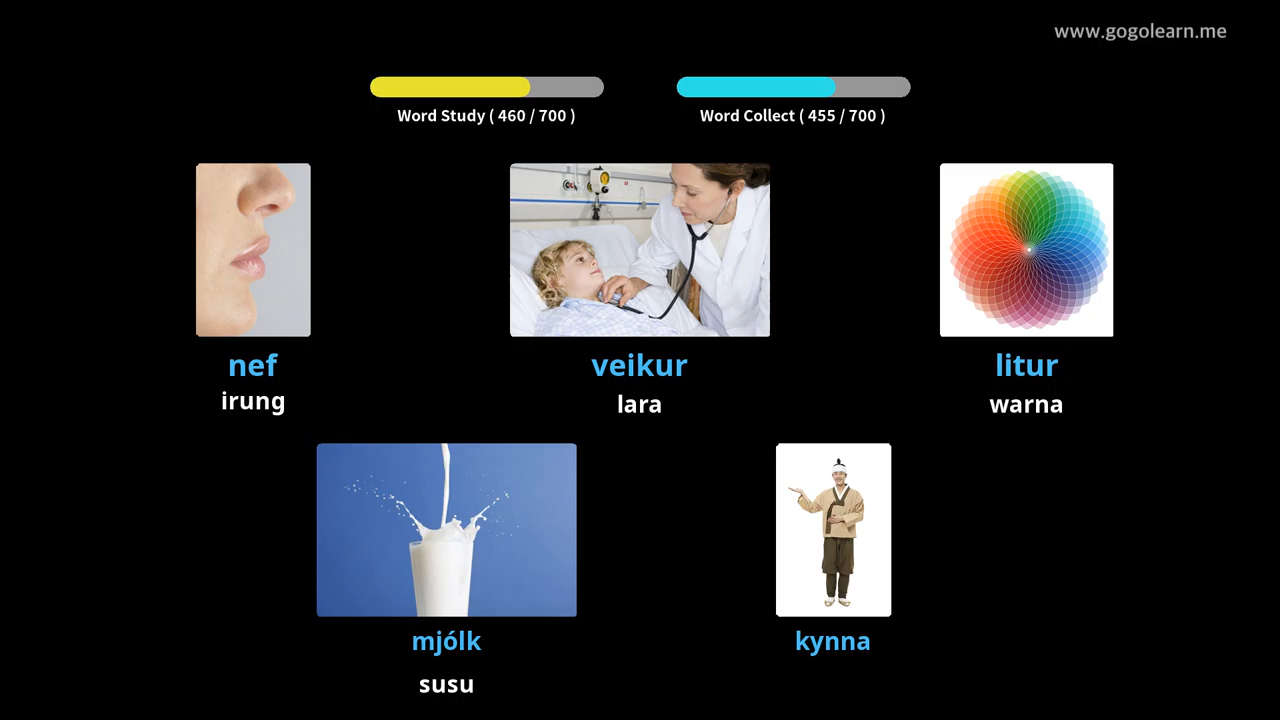 www.gogolearn.me
Word Study ( 460 / 700 )
Word Collect ( 455 / 700 )
nef
irung
veikur
lara
litur
warna
mjólk
susu
kynna